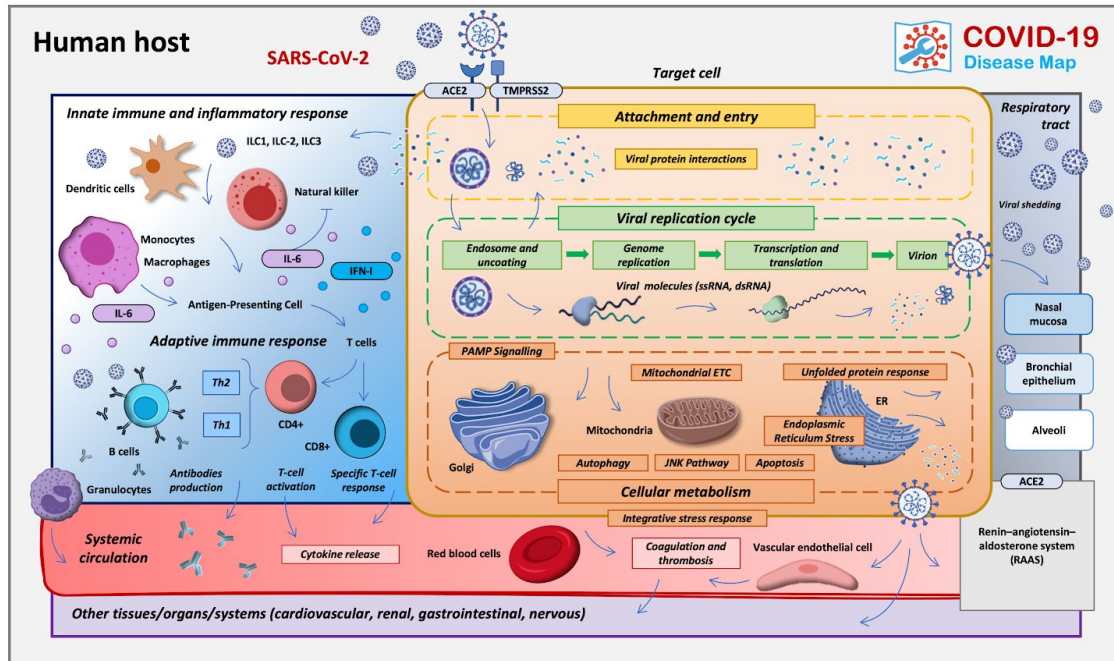 Human host
SARS-CoV-2
COVID-19
Disease Map
Target cell
ACE2
TMPRSS2
Innate immune and inflammatory response
ILC1, ILC-2, ILC3
Dendritic cells
Natural killer
Monocytes
Macrophages
IL-6
IFN-I
IL-6
Antigen-Presenting Cell
Adaptive immune response
T cells
Th2
Th1
CD4+
CD8+
B cells
Granulocytes
Antibodies
production
T-cell
activation
Specific T-cell
response
Attachment and entry
Viral protein interactions
Viral replication cycle
Endosome and
uncoating
Genome
replication
Transcription and
translation
Virion
Viral molecules (ssRNA, dsRNA)
PAMP Signalling
Mitochondrial ETC
Unfolded protein response
ER
Mitochondria
Endoplasmic
Reticulum Stress
Golgi
Autophagy
JNK Pathway
Apoptosis
Cellular metabolism
Integrative stress response
Respiratory
tract
Viral shedding
Nasal
mucosa
Bronchial
epithelium
Alveoli
ACE2
Renin–angiotensin–
aldosterone system
(RAAS)
Systemic
circulation
Cytokine release
Red blood cells
Coagulation and
thrombosis
Vascular endothelial cell
Other tissues/organs/systems (cardiovascular, renal, gastrointestinal, nervous)